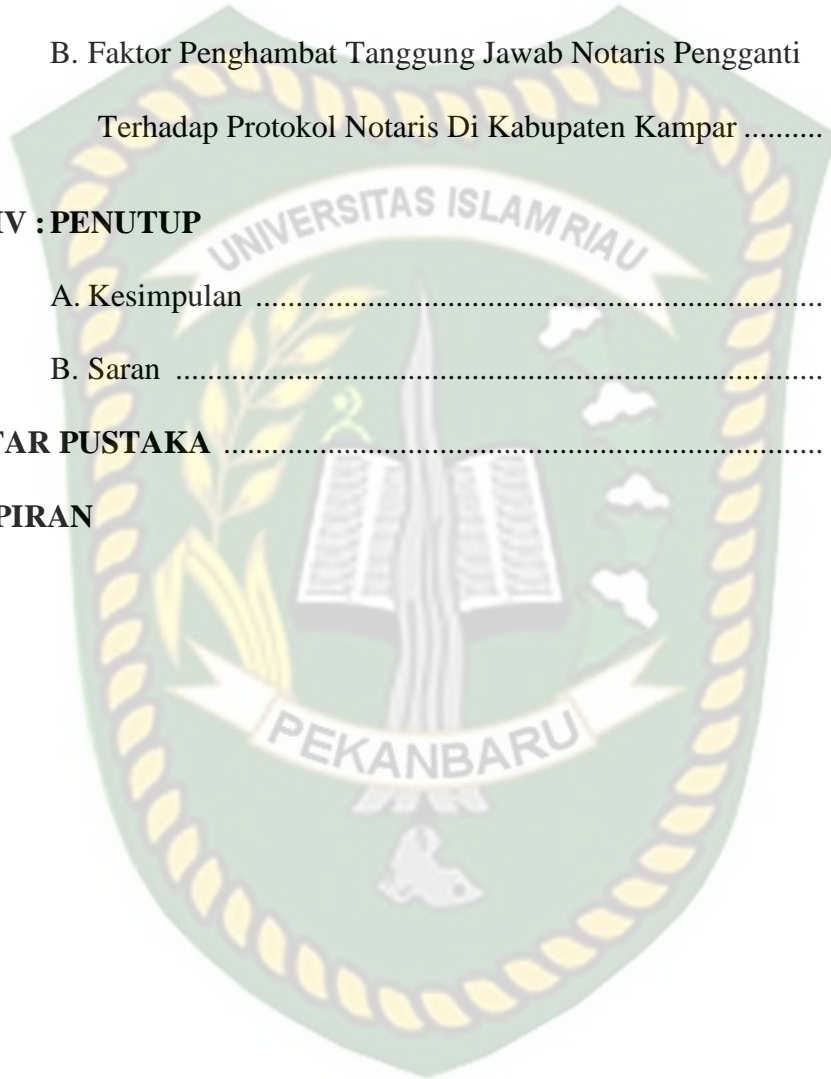 B. Faktor Penghambat Tanggung Jawab Notaris Pengganti
Terhadap Protokol Notaris Di Kabupaten Kampar ..........
IV : PENUTUP
A. Kesimpulan ..................................................................
B. Saran ...........................................................................
TAR PUSTAKA ......................................................................
PIRAN
UNIVERSITAS ISLAM RIAU
PEKANBARU